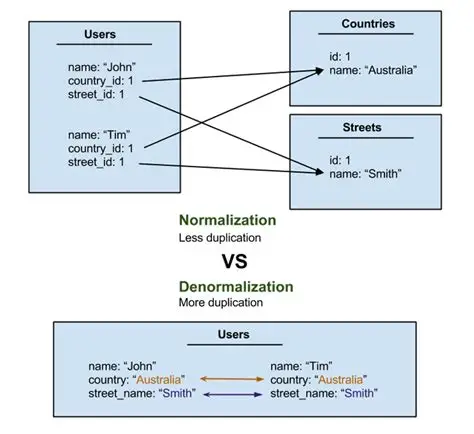 Users
name: “John”
country_id: 1
street_id: 1
name: “Tim”
country_id: 1
street_id: 1
Countries
id: 1
name: “Australia”
Streets
id: 1
name: “Smith”
Normalization
Less duplication
VS
Denormalization
More duplication
Users
name: “John”
country: “Australia”
street_name: “Smith”
name: “Tim”
country: “Australia”
street_name: “Smith”